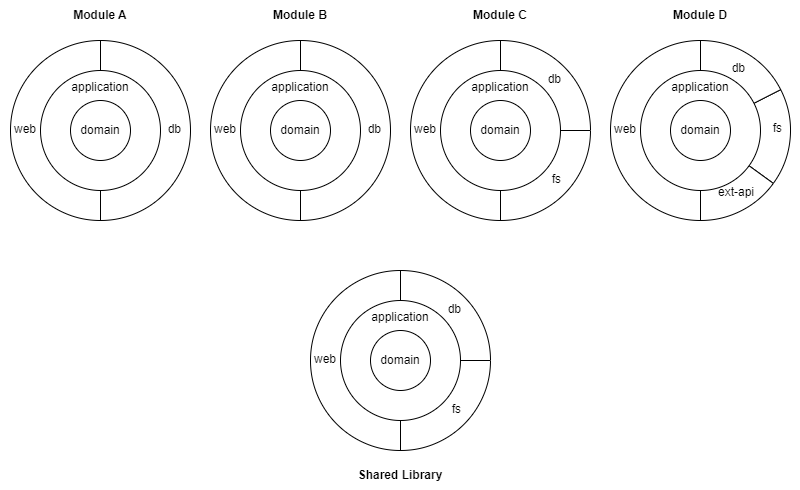 Module A
Module B
Module C
Module D
application
web
domain
db
application
web
domain
db
application
db
web
domain
fs
application
db
web
domain
fs
ext-api
application
db
web
domain
fs
Shared Library